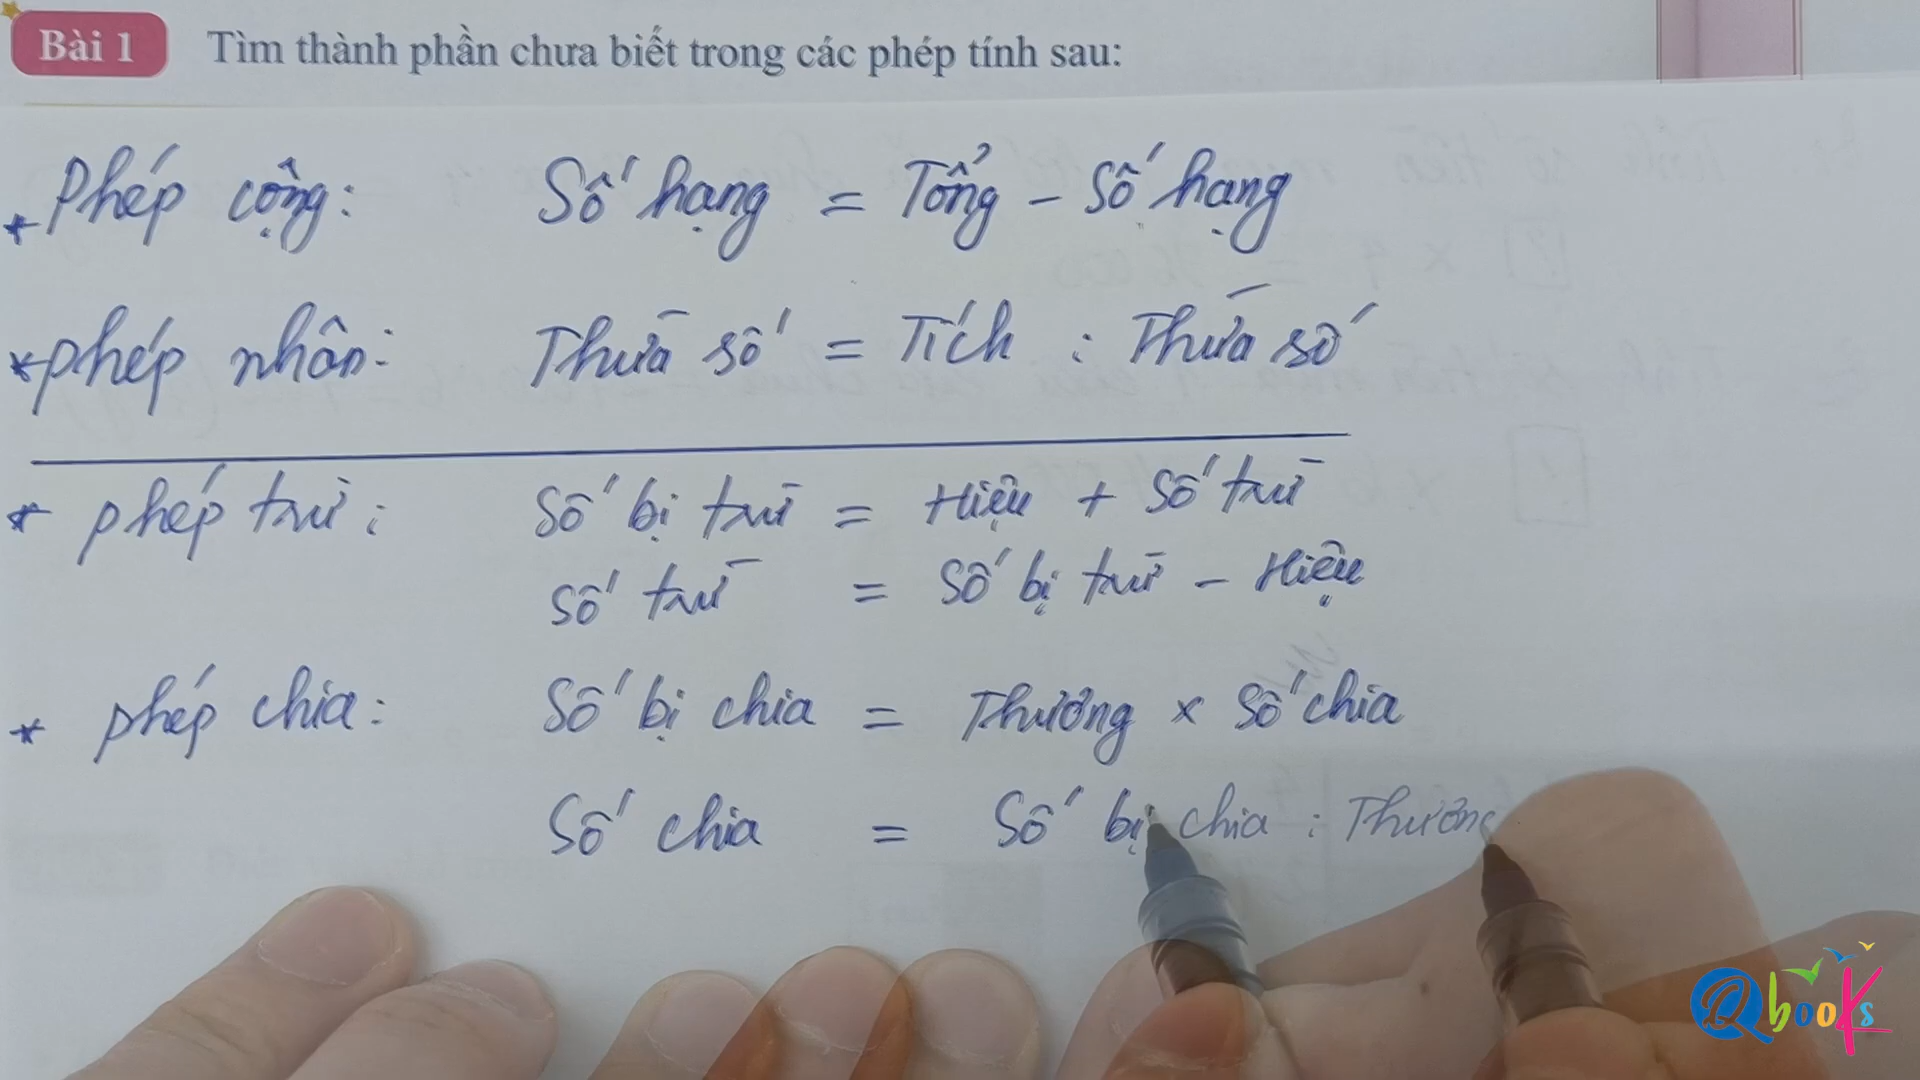 Bài 1 Tìm thành phần chưa biết trong các phép tính sau:
* Phép cộng: Số hạng = Tổng - Số hạng
* phép nhân: Thừa số = Tích : Thừa số
* phép trừ: Số bị trừ = Hiệu + Số trừ
Số trừ = Số bị trừ - Hiệu
* phép chia: Số bị chia = Thương x Số chia
Số chia = Số bị chia : Thương
Qbooks